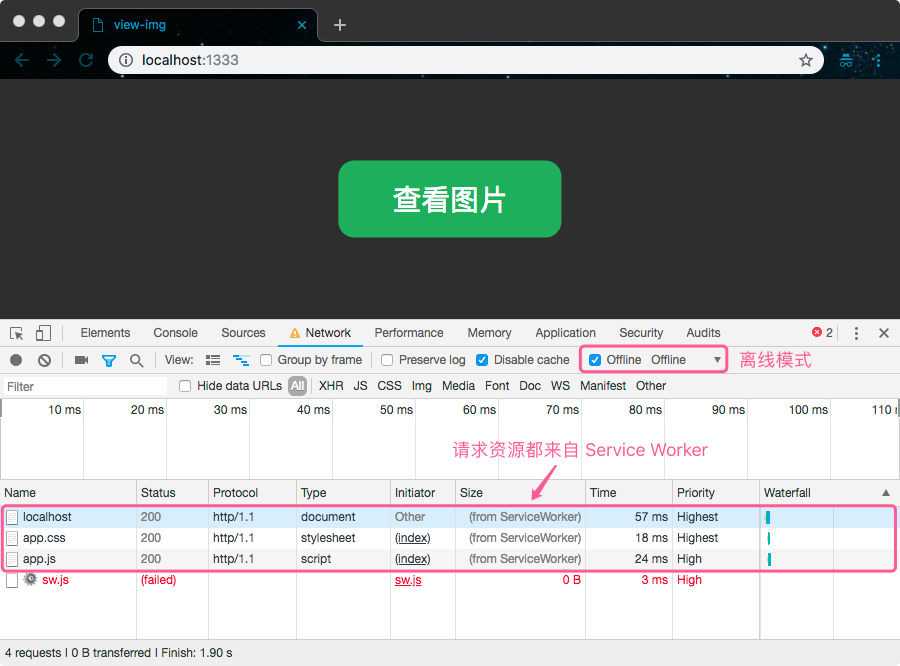 view-img
localhost:1333
查看图片
Elements Console Sources Network Performance Memory Application Security Audits 2
View: Group by frame Preserve log Disable cache Offline Offline 离线模式
Filter Hide data URLs All XHR JS CSS Img Media Font Doc WS Manifest Other
10 ms 20 ms 30 ms 40 ms 50 ms 60 ms 70 ms 80 ms 90 ms 100 ms 110
请求资源都来自 Service Worker
Name Status Protocol Type Initiator Size Time Priority Waterfall
localhost 200 http/1.1 document Other (from ServiceWorker) 57 ms Highest
app.css 200 http/1.1 stylesheet (index) (from ServiceWorker) 18 ms Highest
app.js 200 http/1.1 script (index) (from ServiceWorker) 24 ms High
sw.js (failed) sw.js 0 B 3 ms High
4 requests | 0 B transferred | Finish: 1.90 s